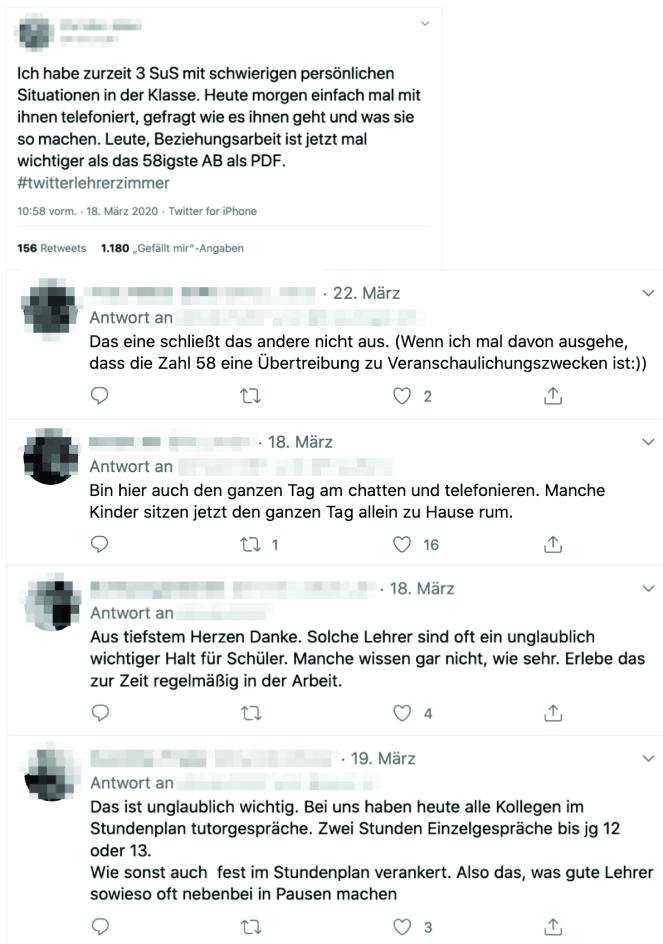 Ich habe zurzeit 3 SuS mit schwierigen persönlichen
Situationen in der Klasse. Heute morgen einfach mal mit
ihnen telefoniert, gefragt wie es ihnen geht und was sie
so machen. Leute, Beziehungsarbeit ist jetzt mal
wichtiger als das 58igste AB als PDF.
#twitterlehrerzimmer
10:58 vorm. · 18. März 2020 · Twitter for iPhone
156 Retweets 1.180 „Gefällt mir“-Angaben
· 22. März
Antwort an
Das eine schließt das andere nicht aus. (Wenn ich mal davon ausgehe,
dass die Zahl 58 eine Übertreibung zu Veranschaulichungszwecken ist:))
2
· 18. März
Antwort an
Bin hier auch den ganzen Tag am chatten und telefonieren. Manche
Kinder sitzen jetzt den ganzen Tag allein zu Hause rum.
1 16
· 18. März
Antwort an
Aus tiefstem Herzen Danke. Solche Lehrer sind oft ein unglaublich
wichtiger Halt für Schüler. Manche wissen gar nicht, wie sehr. Erlebe das
zur Zeit regelmäßig in der Arbeit.
4
· 19. März
Antwort an
Das ist unglaublich wichtig. Bei uns haben heute alle Kollegen im
Stundenplan tutorgespräche. Zwei Stunden Einzelgespräche bis jg 12
oder 13.
Wie sonst auch fest im Stundenplan verankert. Also das, was gute Lehrer
sowieso oft nebenbei in Pausen machen
3